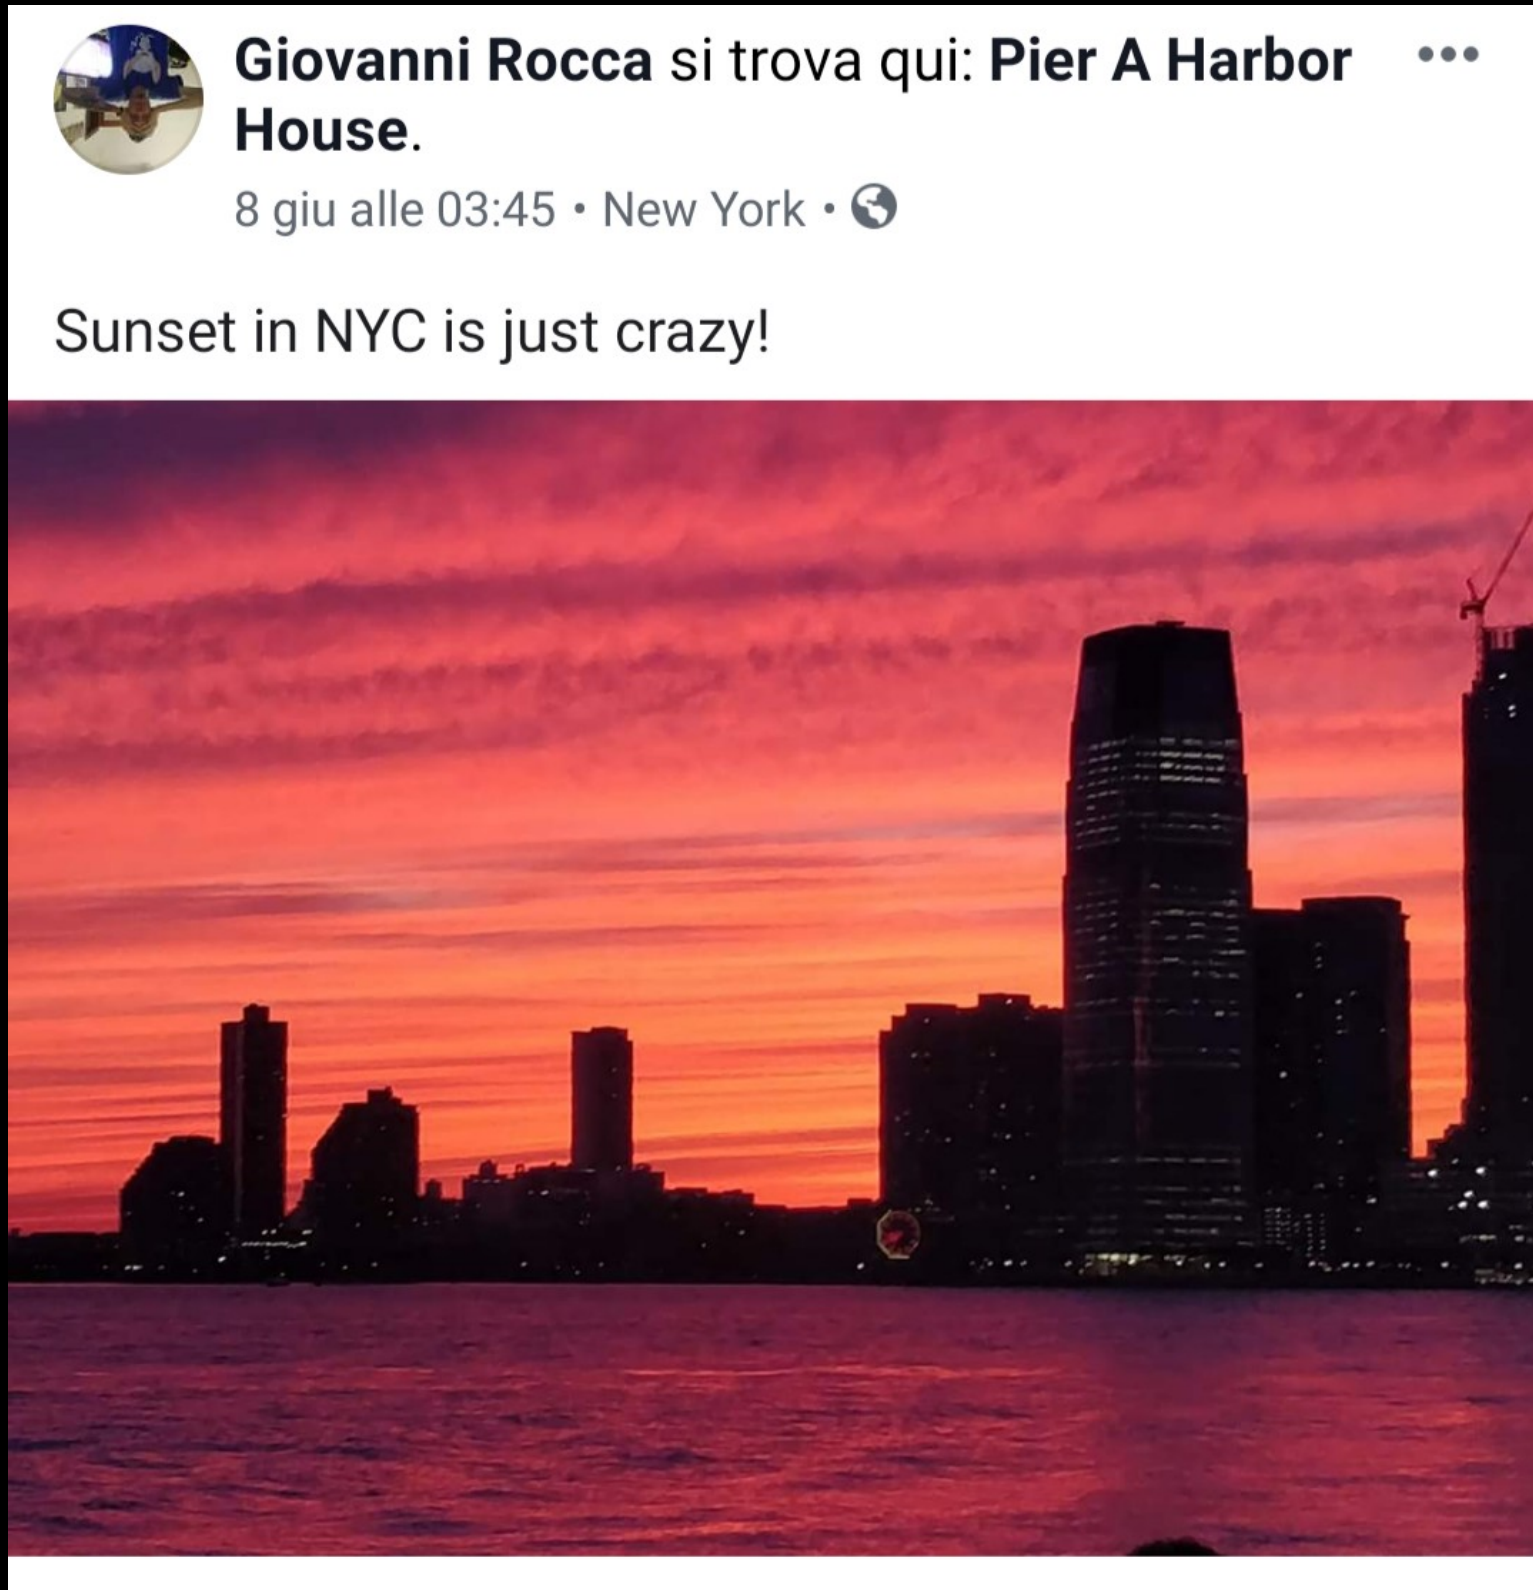 Giovanni Rocca si trova qui: Pier A Harbor
House.
8 giu alle 03:45 • New York •
Sunset in NYC is just crazy!